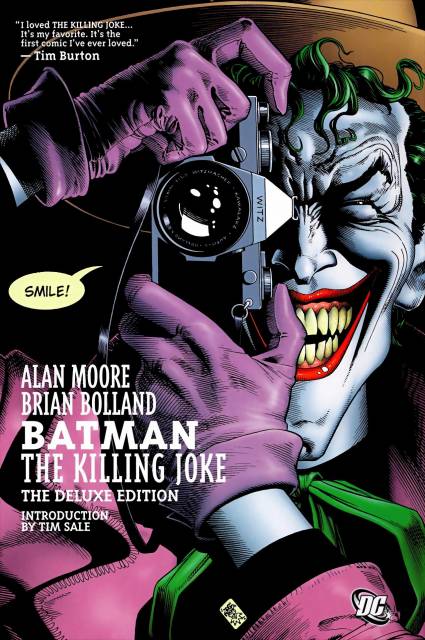 "I loved THE KILLING JOKE...
It's my favorite. It's the
first comic I've ever loved."
— Tim Burton
WITZ
SMILE!
ALAN MOORE
BRIAN BOLLAND
BATMAN
THE KILLING JOKE
THE DELUXE EDITION
INTRODUCTION
BY TIM SALE
DC